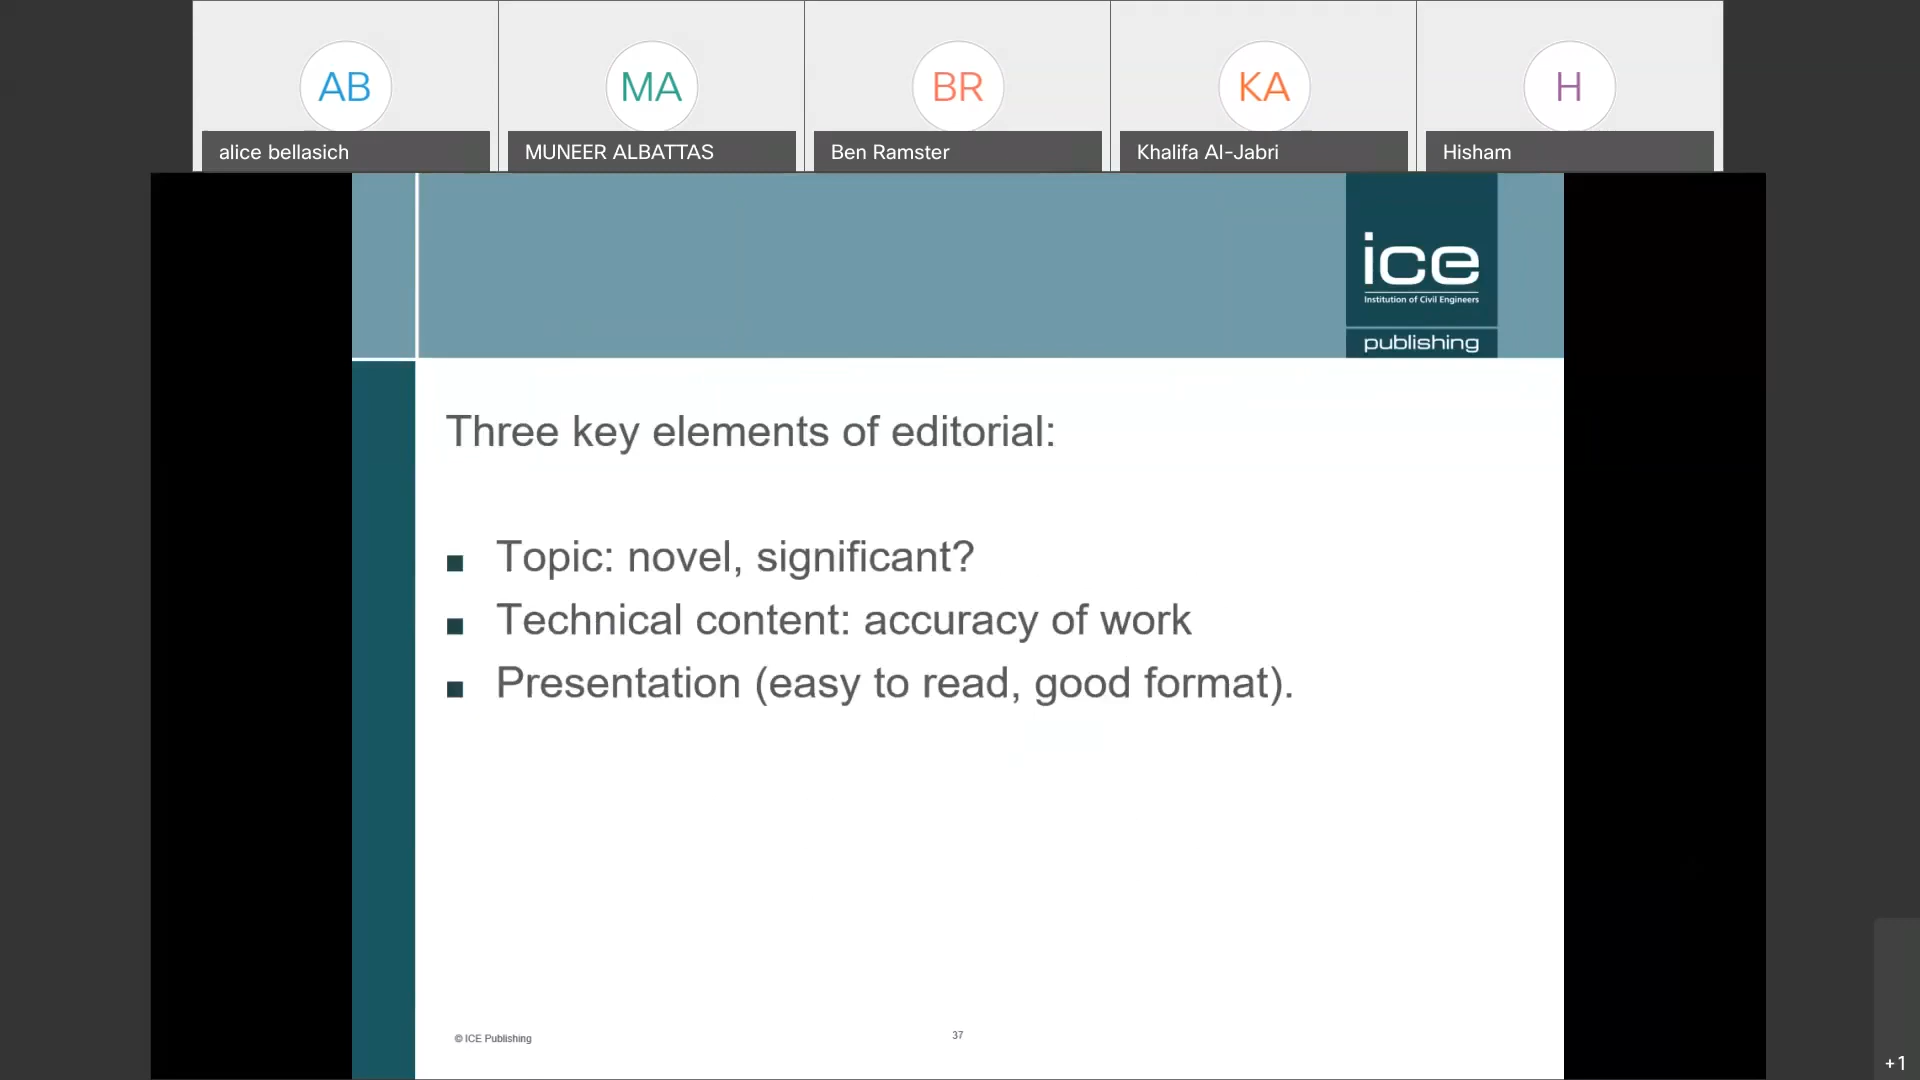 AB
MA
BR
KA
H
alice bellasich
MUNEER ALBATTAS
Ben Ramster
Khalifa Al-Jabri
Hisham
ice
Institution of Civil Engineers
publishing
Three key elements of editorial:
Topic: novel, significant?
Technical content: accuracy of work
Presentation (easy to read, good format).
© ICE Publishing
37
+1